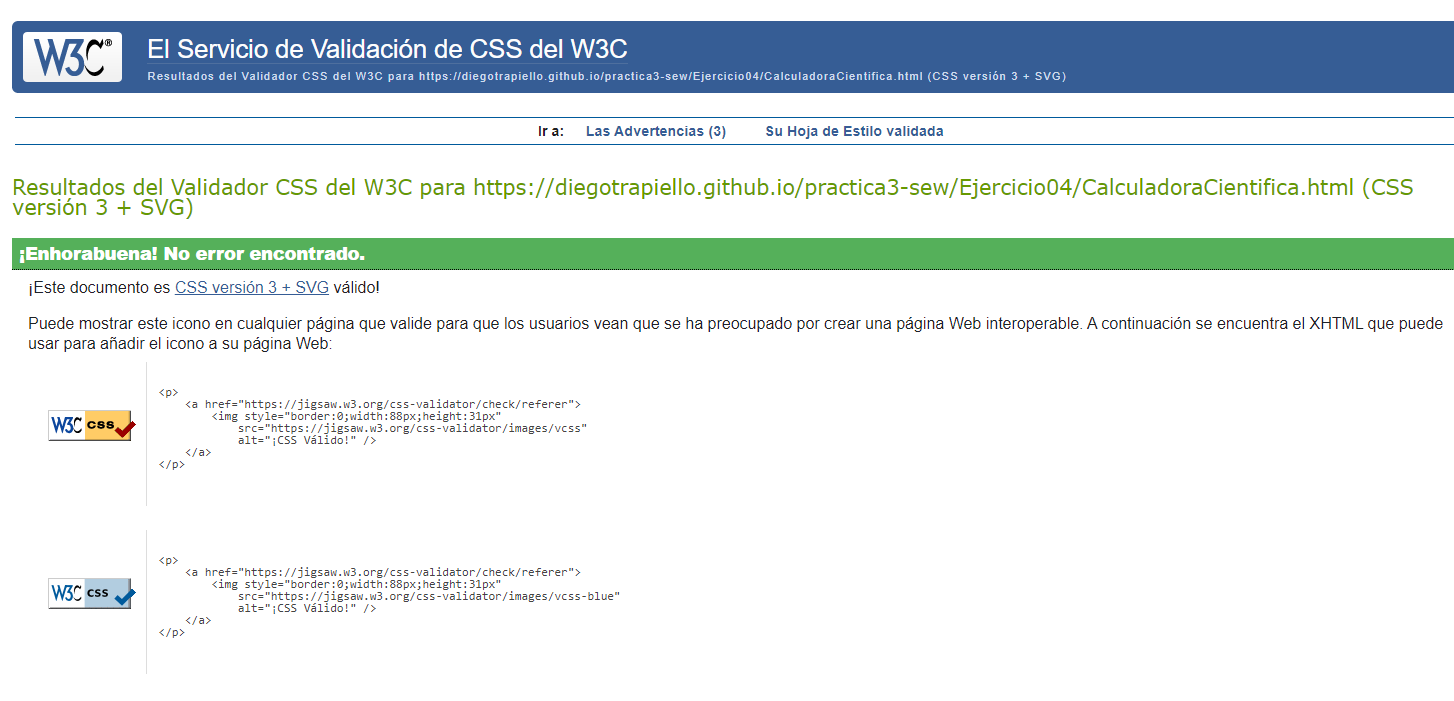 W3C® El Servicio de Validación de CSS del W3C
Resultados del Validador CSS del W3C para https://diegotrapiello.github.io/practica3-sew/Ejercicio04/CalculadoraCientifica.html (CSS versión 3 + SVG)
Ir a: Las Advertencias (3) Su Hoja de Estilo validada
Resultados del Validador CSS del W3C para https://diegotrapiello.github.io/practica3-sew/Ejercicio04/CalculadoraCientifica.html (CSS
versión 3 + SVG)
¡Enhorabuena! No error encontrado.
¡Este documento es CSS versión 3 + SVG válido!
Puede mostrar este icono en cualquier página que valide para que los usuarios vean que se ha preocupado por crear una página Web interoperable. A continuación se encuentra el XHTML que puede
usar para añadir el icono a su página Web:
W3C css
<p>
    <a href="https://jigsaw.w3.org/css-validator/check/referer">
        <img style="border:0;width:88px;height:31px"
            src="https://jigsaw.w3.org/css-validator/images/vcss"
            alt="¡CSS Válido!" />
    </a>
</p>
W3C css
<p>
    <a href="https://jigsaw.w3.org/css-validator/check/referer">
        <img style="border:0;width:88px;height:31px"
            src="https://jigsaw.w3.org/css-validator/images/vcss-blue"
            alt="¡CSS Válido!" />
    </a>
</p>